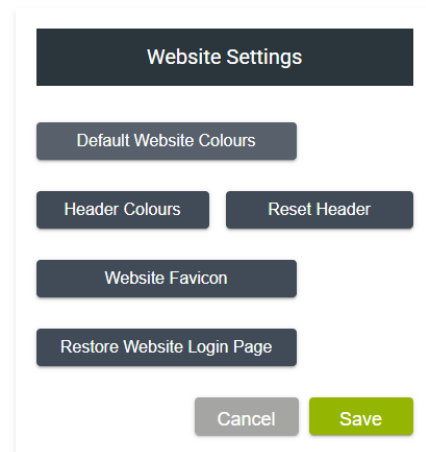 Website Settings
Default Website Colours
Header Colours Reset Header
Website Favicon
Restore Website Login Page
Cancel Save